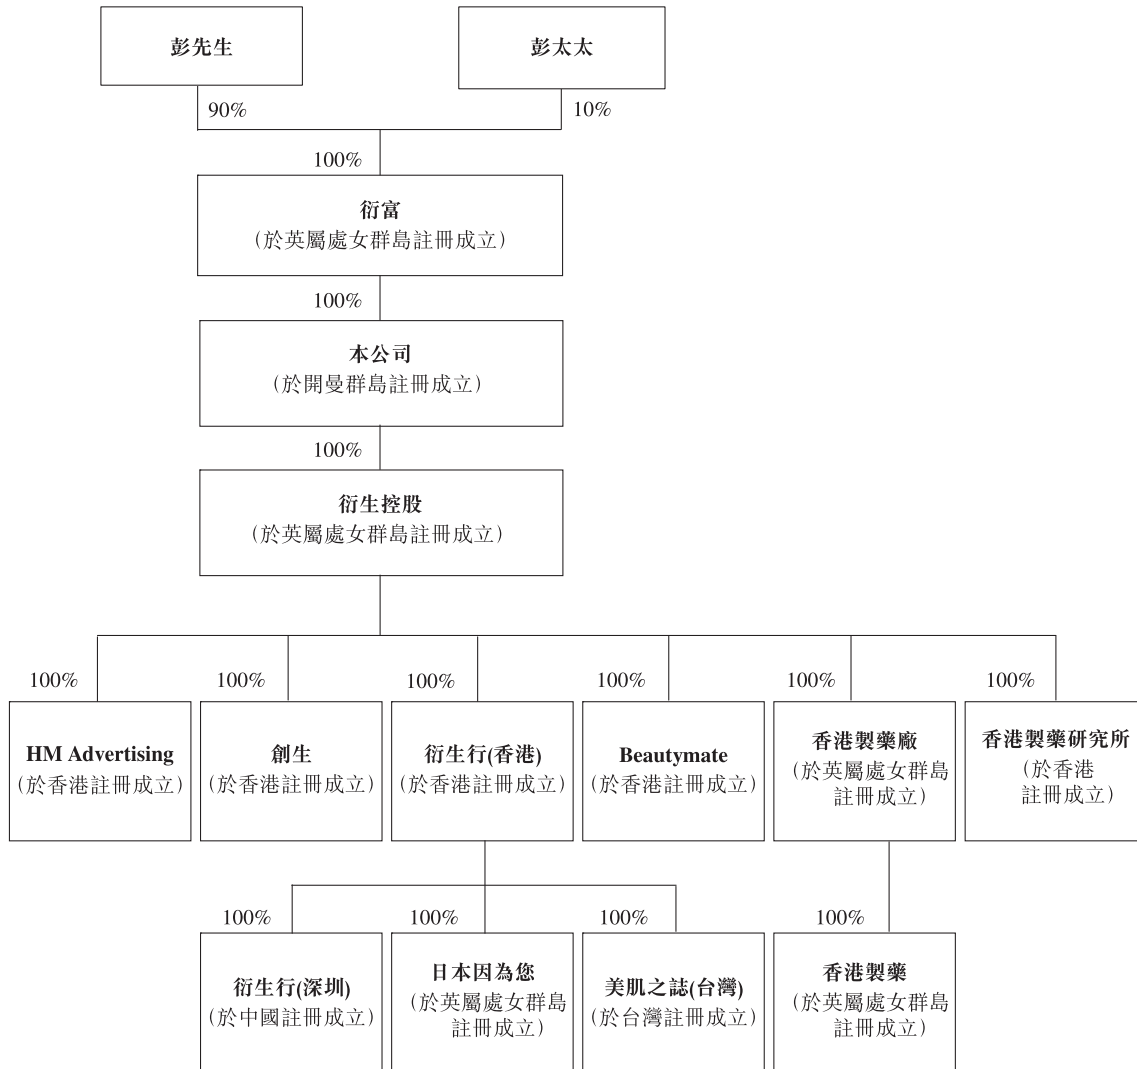 彭先生
彭太太
90%
10%
100%
衍富
(於英屬處女群島註冊成立)
100%
本公司
(於開曼群島註冊成立)
100%
衍生控股
(於英屬處女群島註冊成立)
100%
100%
100%
100%
100%
100%
HM Advertising
(於香港註冊成立)
創生
(於香港註冊成立)
衍生行(香港)
(於香港註冊成立)
Beautymate
(於香港註冊成立)
香港製藥廠
(於英屬處女群島
註冊成立)
香港製藥研究所
(於香港
註冊成立)
100%
100%
100%
100%
衍生行(深圳)
(於中國註冊成立)
日本因為您
(於英屬處女群島
註冊成立)
美肌之誌(台灣)
(於台灣註冊成立)
香港製藥
(於英屬處女群島
註冊成立)